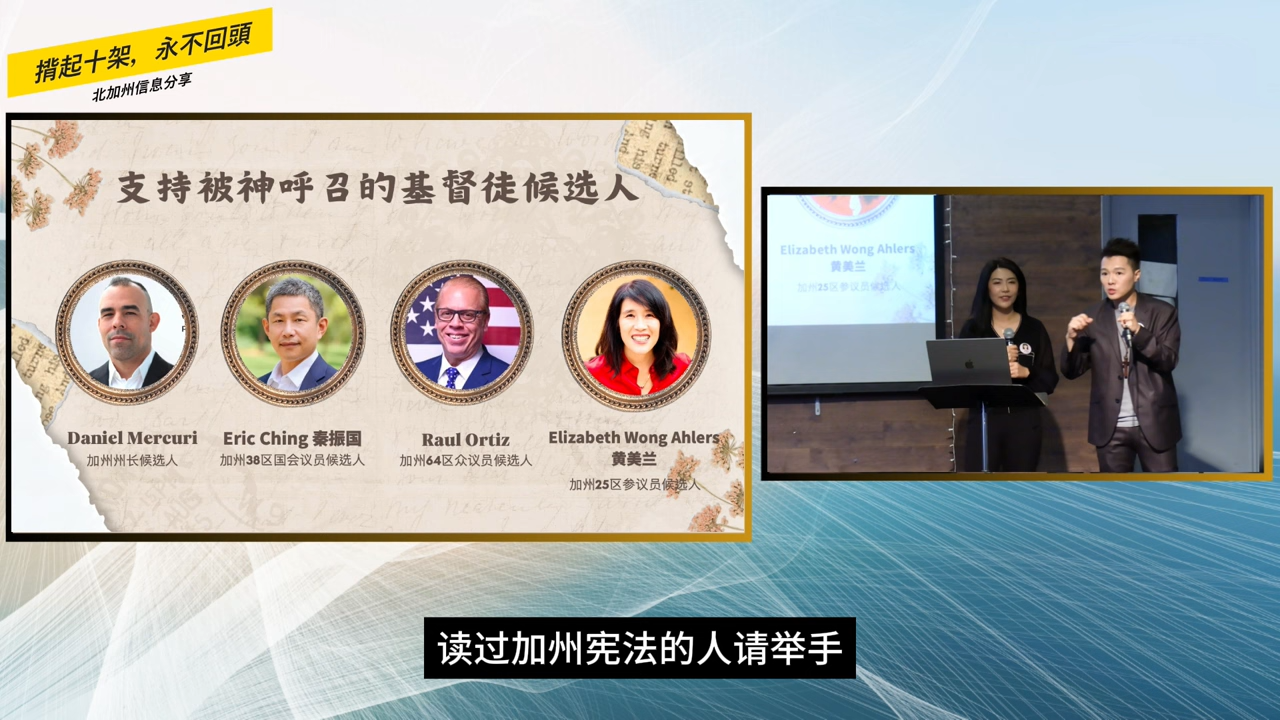 揹起十架，永不回頭
北加州信息分享
支持被神呼召的基督徒候选人
Daniel Mercuri
加州州长候选人
Eric Ching 秦振国
加州38区国会议员候选人
Raul Ortiz
加州64区众议员候选人
Elizabeth Wong Ahlers
黄美兰
加州25区参议员候选人
Elizabeth Wong Ahlers
黄美兰
加州25区参议员候选人
读过加州宪法的人请举手